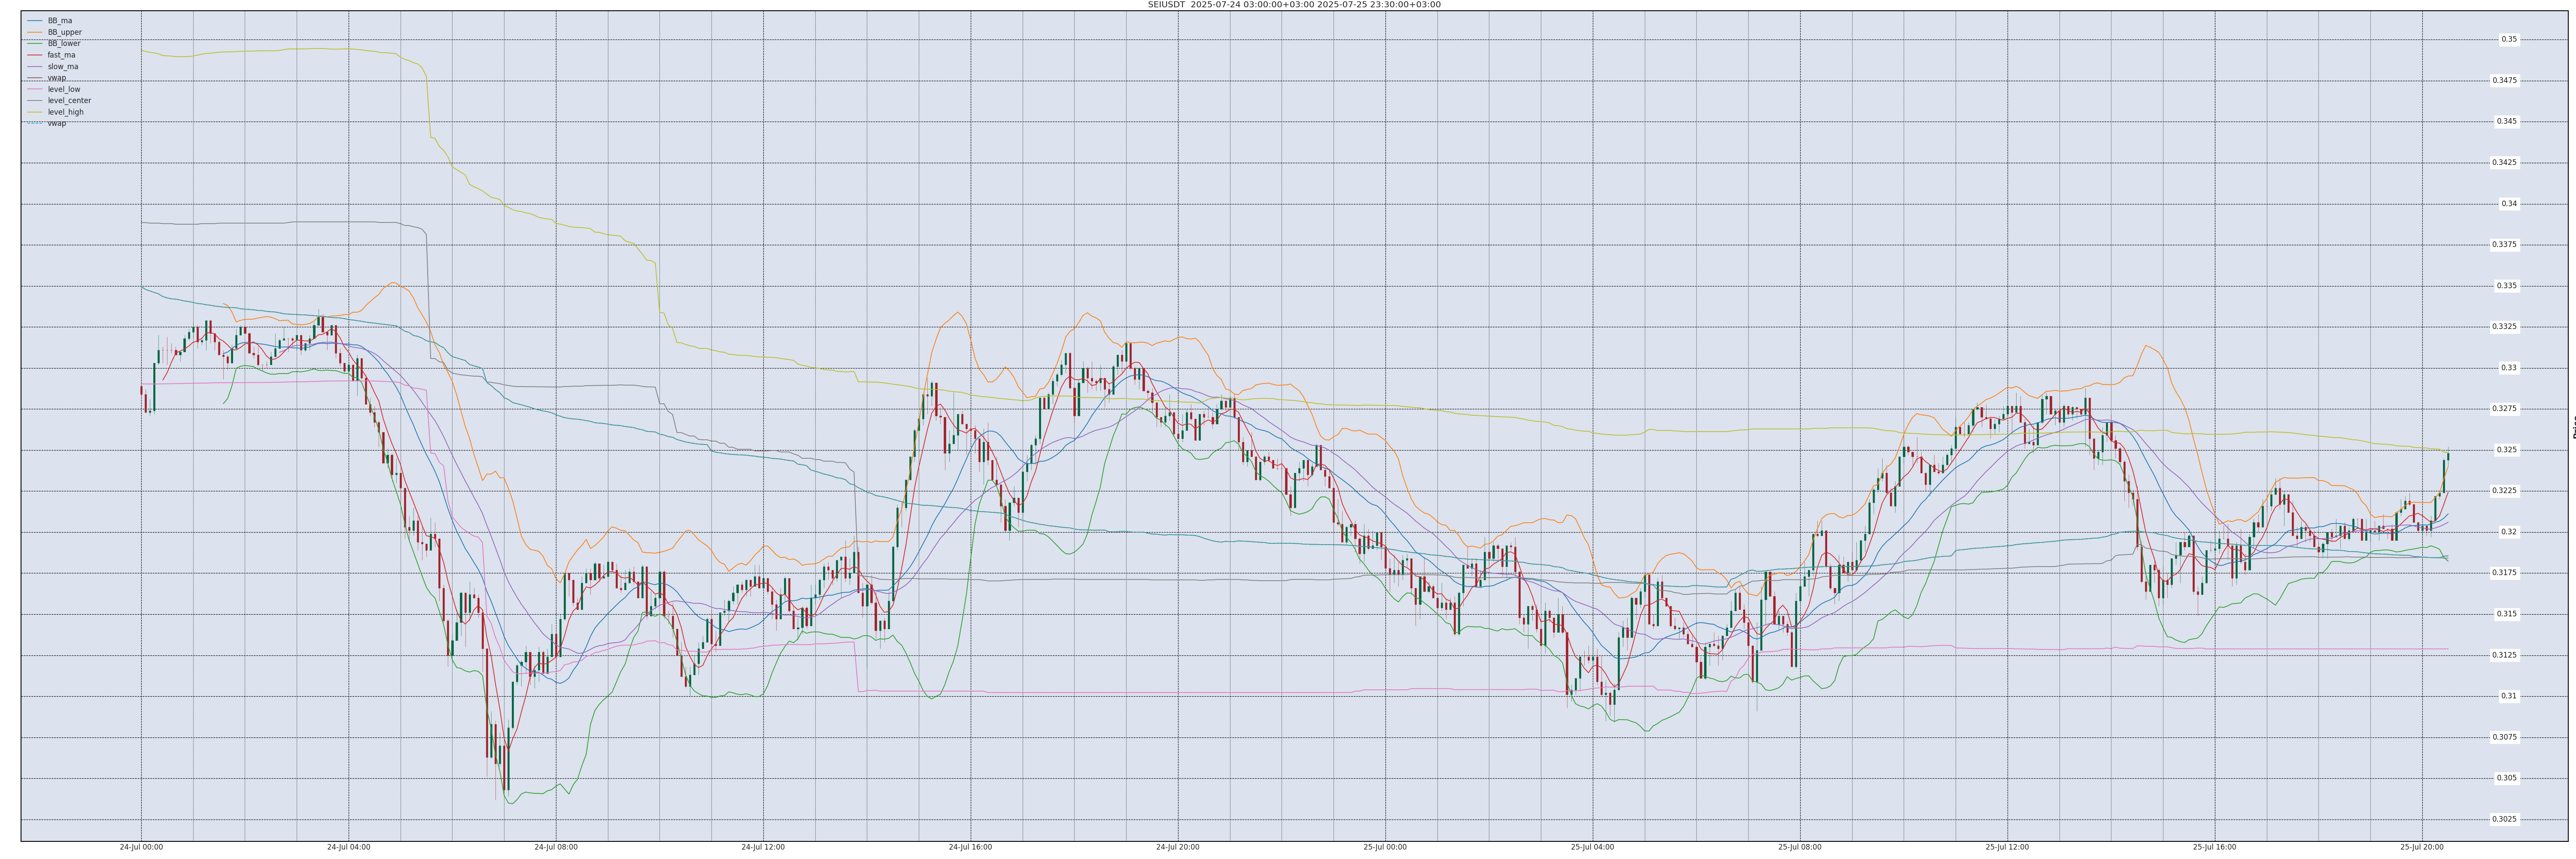 SEIUSDT 2025-07-24 03:00:00+03:00 2025-07-25 23:30:00+03:00
BB_ma
BB_upper
BB_lower
fast_ma
slow_ma
vwap
level_low
level_center
level_high
vwap
0.35
0.3475
0.345
0.3425
0.34
0.3375
0.335
0.3325
0.33
0.3275
0.325
0.3225
0.32
0.3175
0.315
0.3125
0.31
0.3075
0.305
0.3025
24-Jul 00:00
24-Jul 04:00
24-Jul 08:00
24-Jul 12:00
24-Jul 16:00
24-Jul 20:00
25-Jul 00:00
25-Jul 04:00
25-Jul 08:00
25-Jul 12:00
25-Jul 16:00
25-Jul 20:00